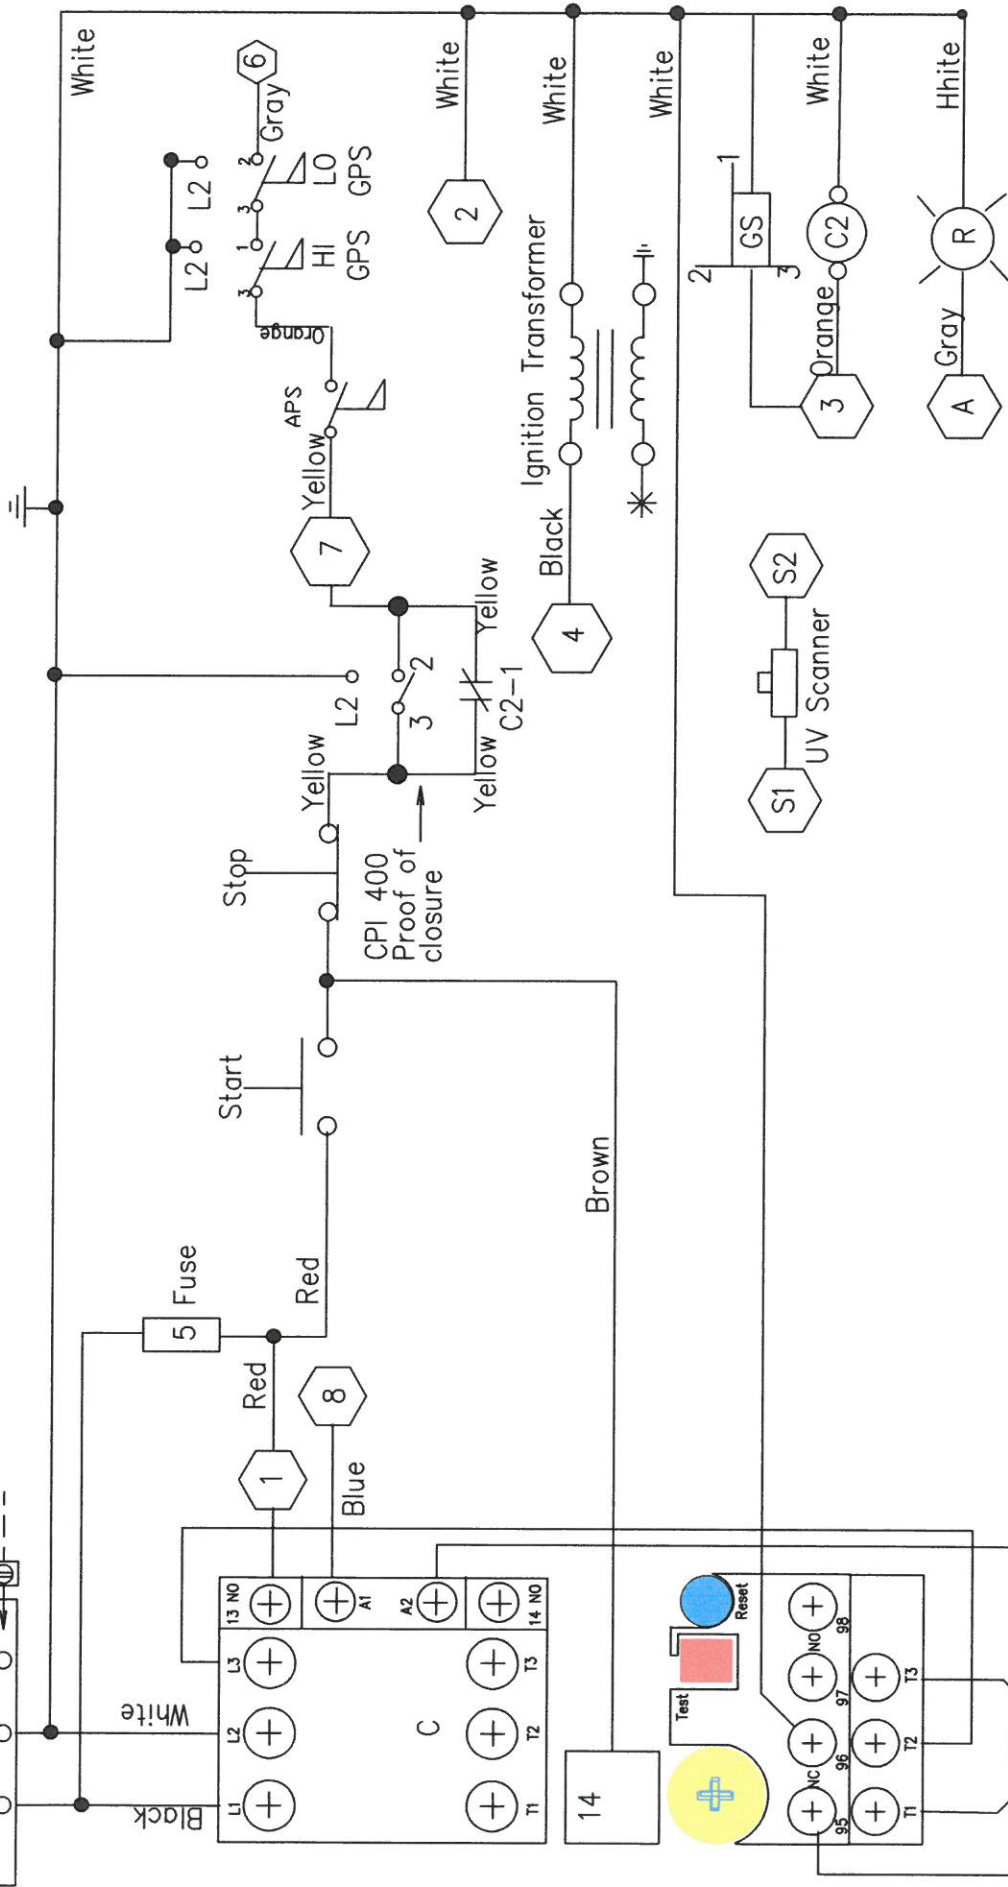 White
6
Gray
L2
2
3
LO
GPS
L2
1
3
HI
GPS
Orange
APS
Yellow
7
Yellow
L2
2
3
C2-1
Yellow
Yellow
Stop
CPI 400
Proof of
closure
Start
Brown
5
Fuse
Red
Red
1
8
Blue
White
2
White
Ignition Transformer
Black
4
White
White
1
GS
2
3
White
C2
Orange
3
Hhite
R
Gray
A
S2
UV Scanner
S1
White
Black
L1
L2
L3
13 NO
A1
A2
14 NO
C
T1
T2
T3
14
Test
Reset
95
NC
96
97
NO
98
T1
T2
T3